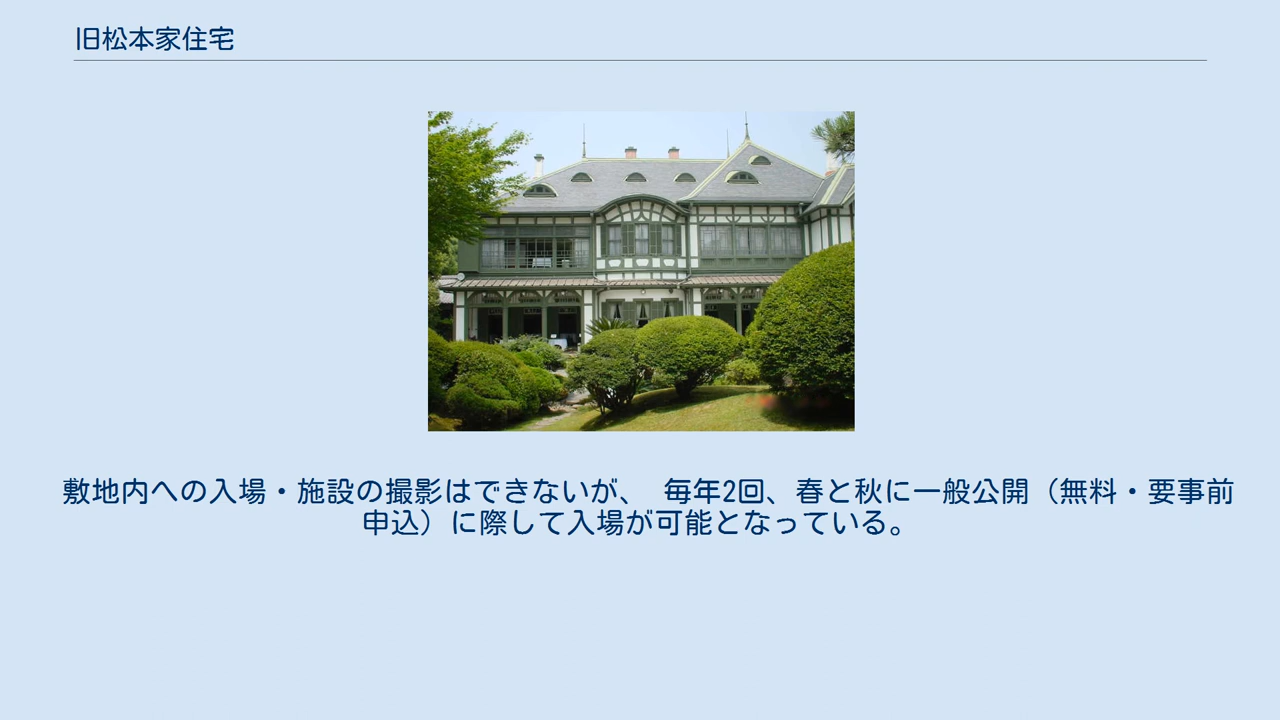 旧松本家住宅
敷地内への入場・施設の撮影はできないが、 毎年2回、春と秋に一般公開（無料・要事前
申込）に際して入場が可能となっている。